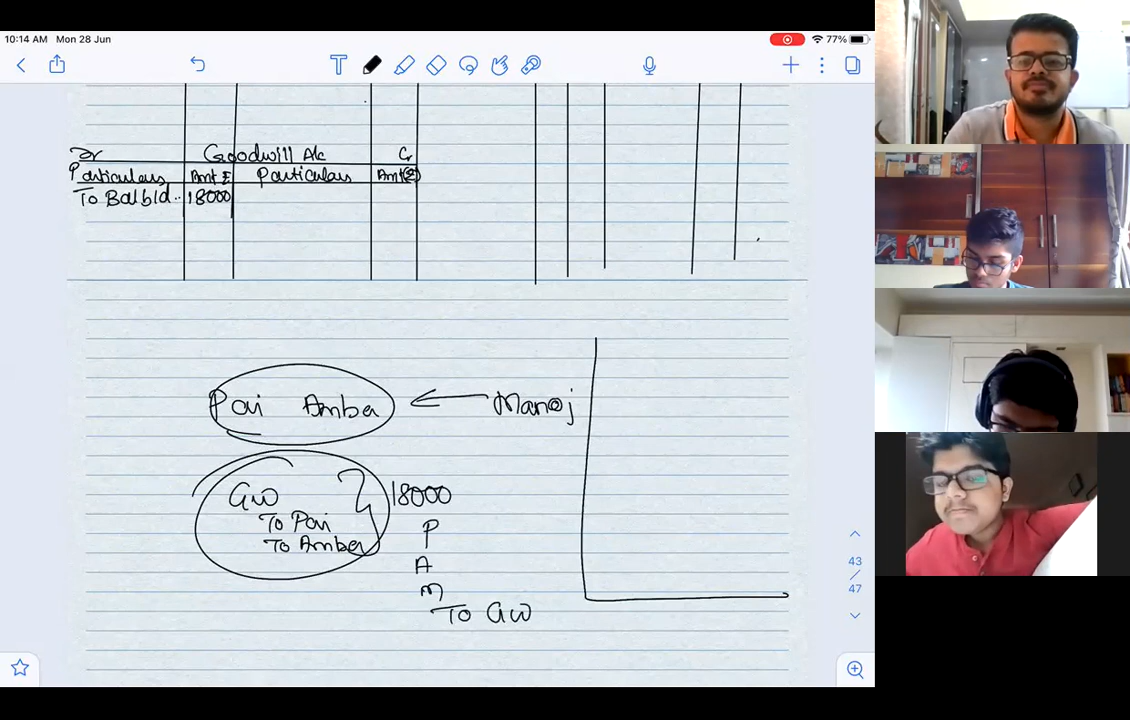 10:14 AM Mon 28 Jun
77%
Dr Goodwill A/c Cr
Particulars Amt ₹ Particulars Amt(₹)
To Bal b/d.. 18000
Pai Amber ← Manoj
GW 18000
To Pai
To Amber
P
A
M
To GW
43
/
47